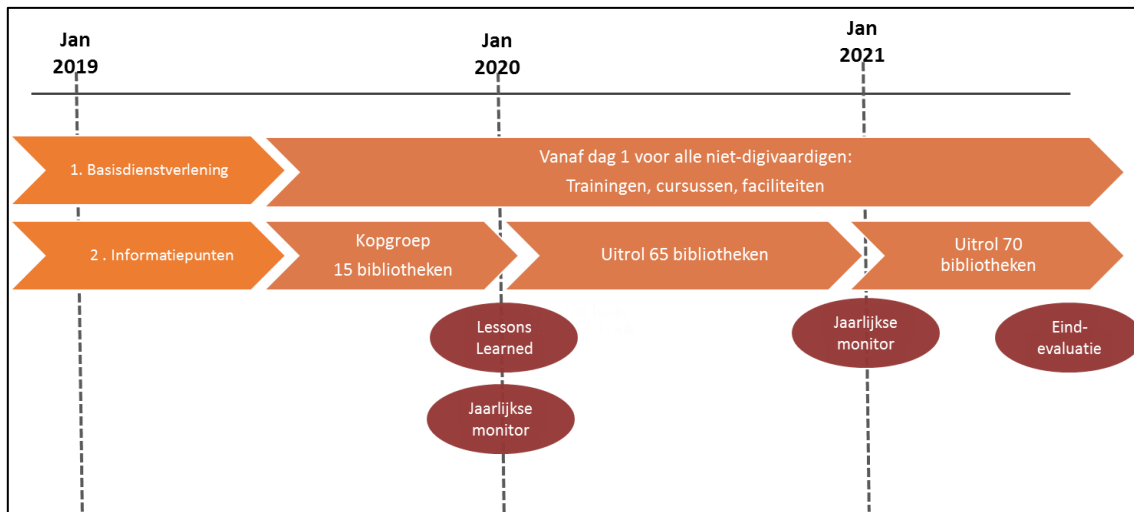 Jan
2019
Jan
2020
Jan
2021
1. Basisdienstverlening
Vanaf dag 1 voor alle niet-digivaardigen:
Trainingen, cursussen, faciliteiten
2 . Informatiepunten
Kopgroep
15 bibliotheken
Uitrol 65 bibliotheken
Uitrol 70
bibliotheken
Lessons
Learned
Jaarlijkse
monitor
Eind-
evaluatie
Jaarlijkse
monitor